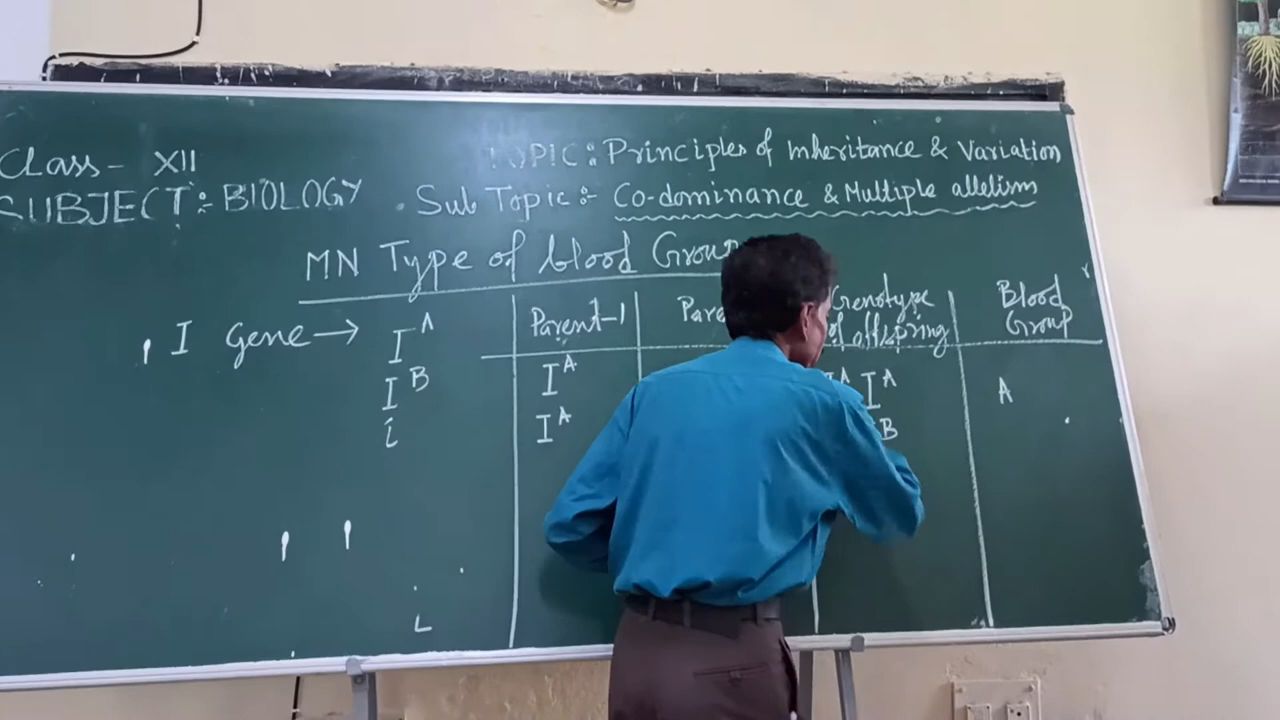 Class - XII
TOPIC: Principles of Inheritance & Variation
SUBJECT: BIOLOGY
Sub Topic :- Co-dominance & Multiple allelism
MN Type of blood Group
I gene → I^A
I^B
i
Parent-1 Genotype of offspring Blood Group
I^A I^A I^A A
I^A B